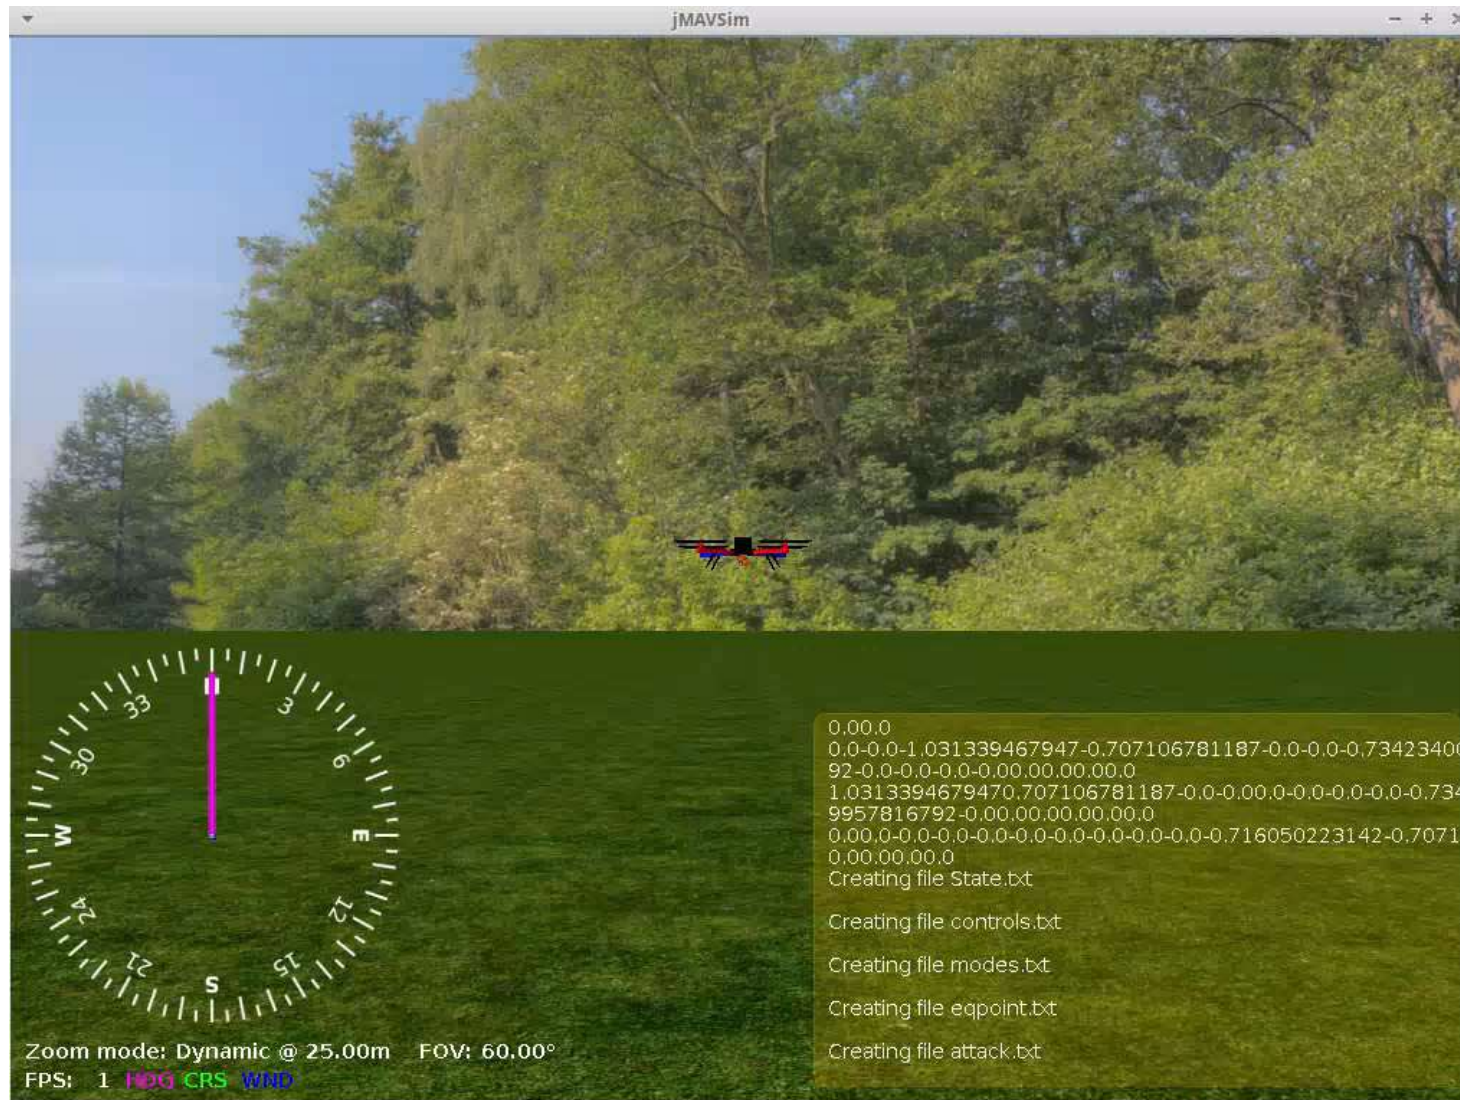 jMAVSim
33
3
30
6
W
E
24
12
21
15
S
0.00.0
0.0-0.0-1.031339467947-0.707106781187-0.0-0.0-0.73423400
92-0.0-0.0-0.0-0.00.00.00.00.0
1.0313394679470.707106781187-0.0-0.00.0-0.0-0.0-0.0-0.734
9957816792-0.00.00.00.00.0
0.00.0-0.0-0.0-0.0-0.0-0.0-0.0-0.0-0.0-0.716050223142-0.7071
0.00.00.00.0
Creating file State.txt
Creating file controls.txt
Creating file modes.txt
Creating file eqpoint.txt
Creating file attack.txt
Zoom mode: Dynamic @ 25.00m FOV: 60.00°
FPS: 1 HDG CRS WND